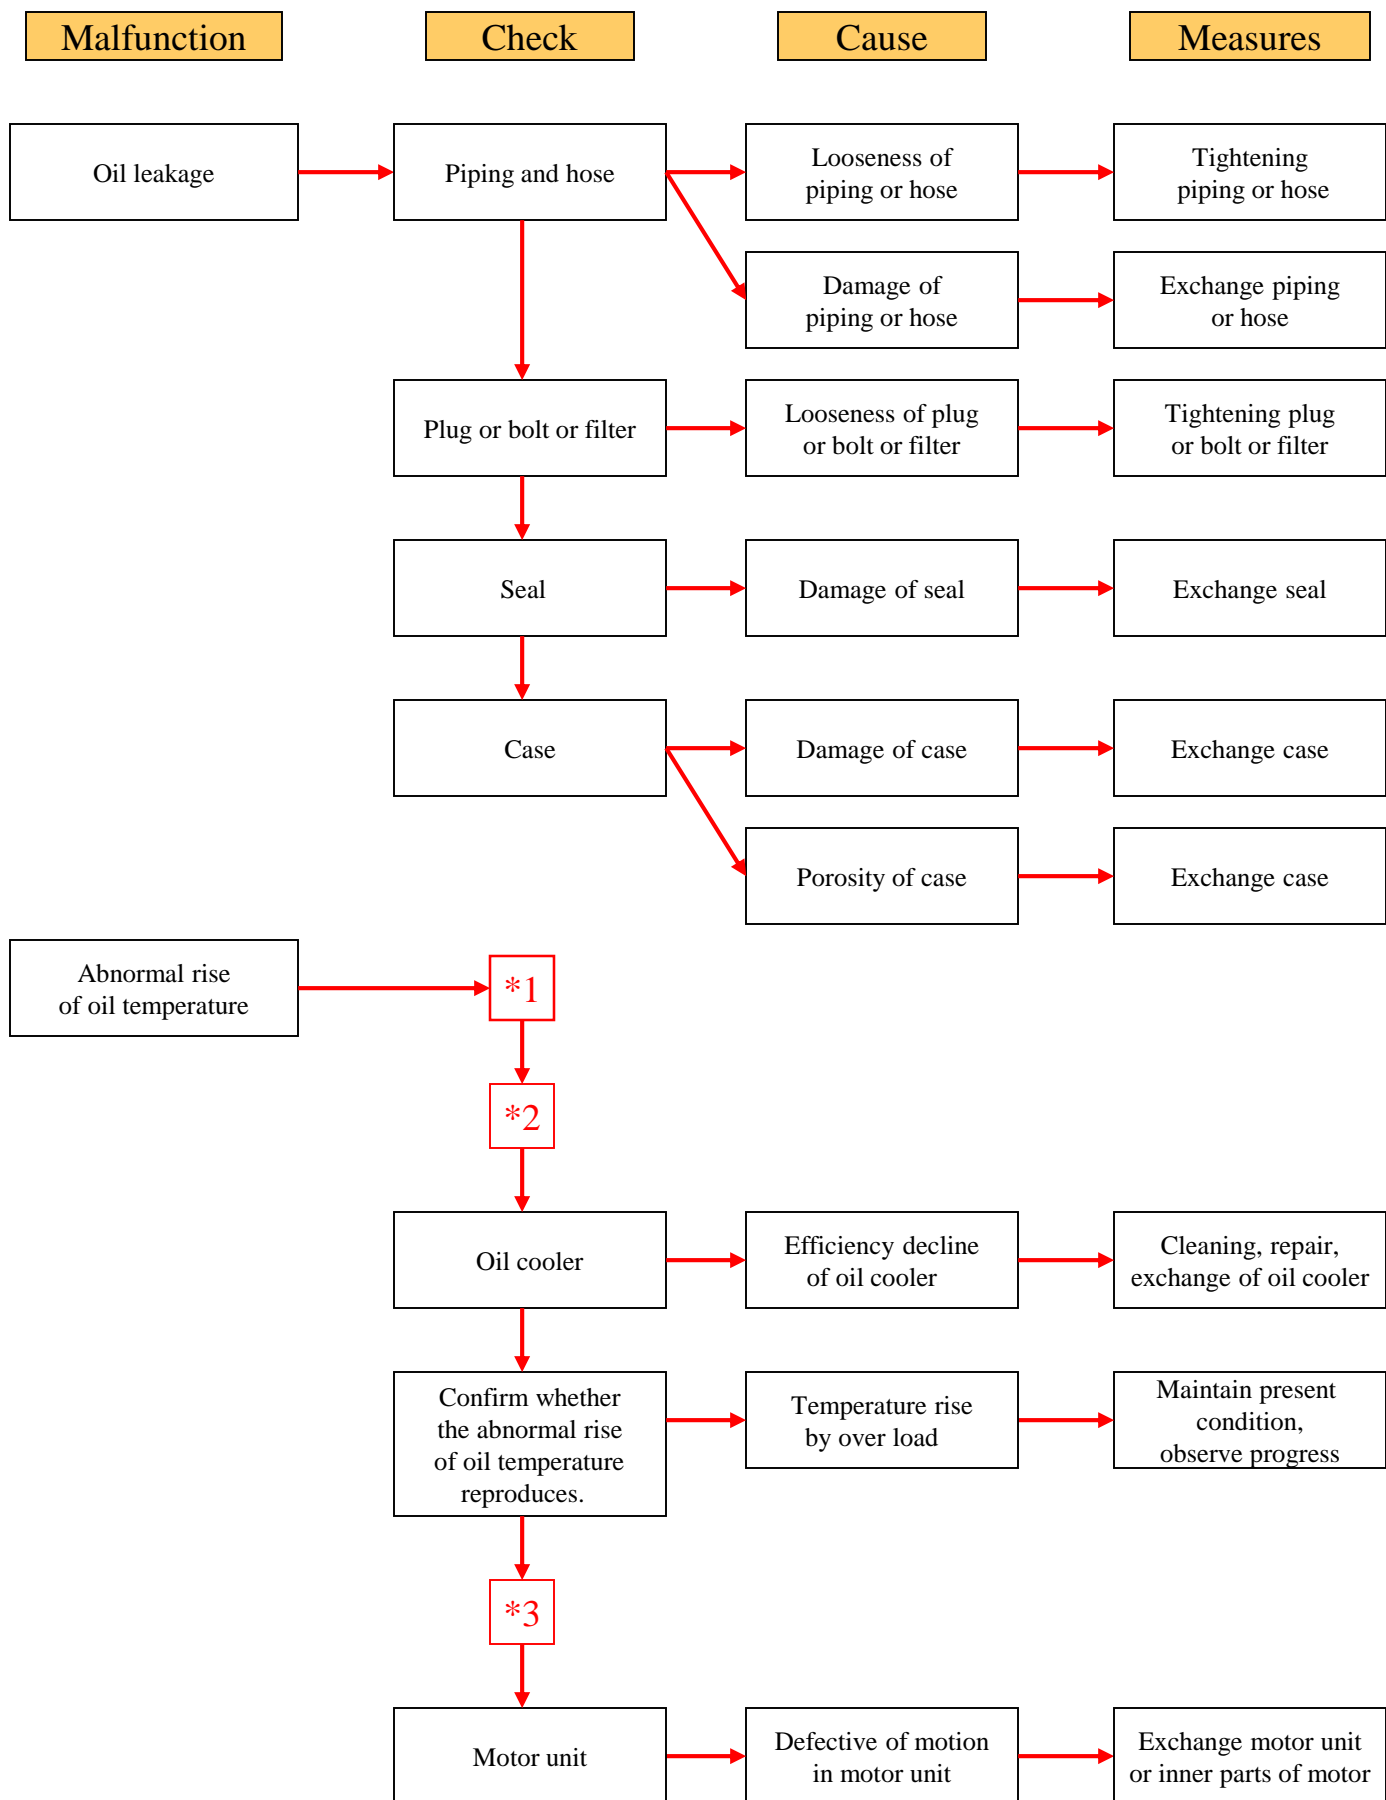 Malfunction
Check
Cause
Measures
Oil leakage
Piping and hose
Looseness of
piping or hose
Tightening
piping or hose
Damage of
piping or hose
Exchange piping
or hose
Plug or bolt or filter
Looseness of plug
or bolt or filter
Tightening plug
or bolt or filter
Seal
Damage of seal
Exchange seal
Case
Damage of case
Exchange case
Porosity of case
Exchange case
Abnormal rise
of oil temperature
*1
*2
Oil cooler
Efficiency decline
of oil cooler
Cleaning, repair,
exchange of oil cooler
Confirm whether
the abnormal rise
of oil temperature
reproduces.
Temperature rise
by over load
Maintain present
condition,
observe progress
*3
Motor unit
Defective of motion
in motor unit
Exchange motor unit
or inner parts of motor